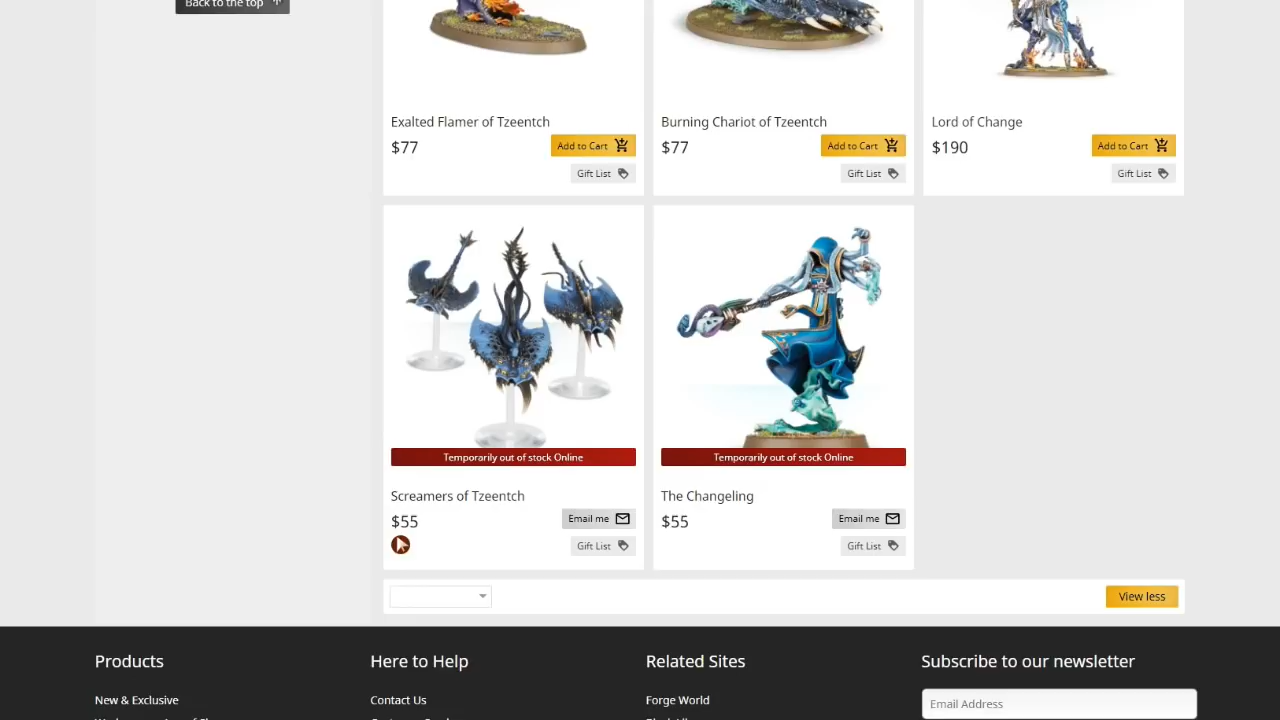 Back to the top
Exalted Flamer of Tzeentch
$77
Add to Cart
Gift List
Burning Chariot of Tzeentch
$77
Add to Cart
Gift List
Lord of Change
$190
Add to Cart
Gift List
Temporarily out of stock Online
Screamers of Tzeentch
$55
Email me
Gift List
Temporarily out of stock Online
The Changeling
$55
Email me
Gift List
View less
Products
Here to Help
Related Sites
Subscribe to our newsletter
New & Exclusive
Contact Us
Forge World
Email Address